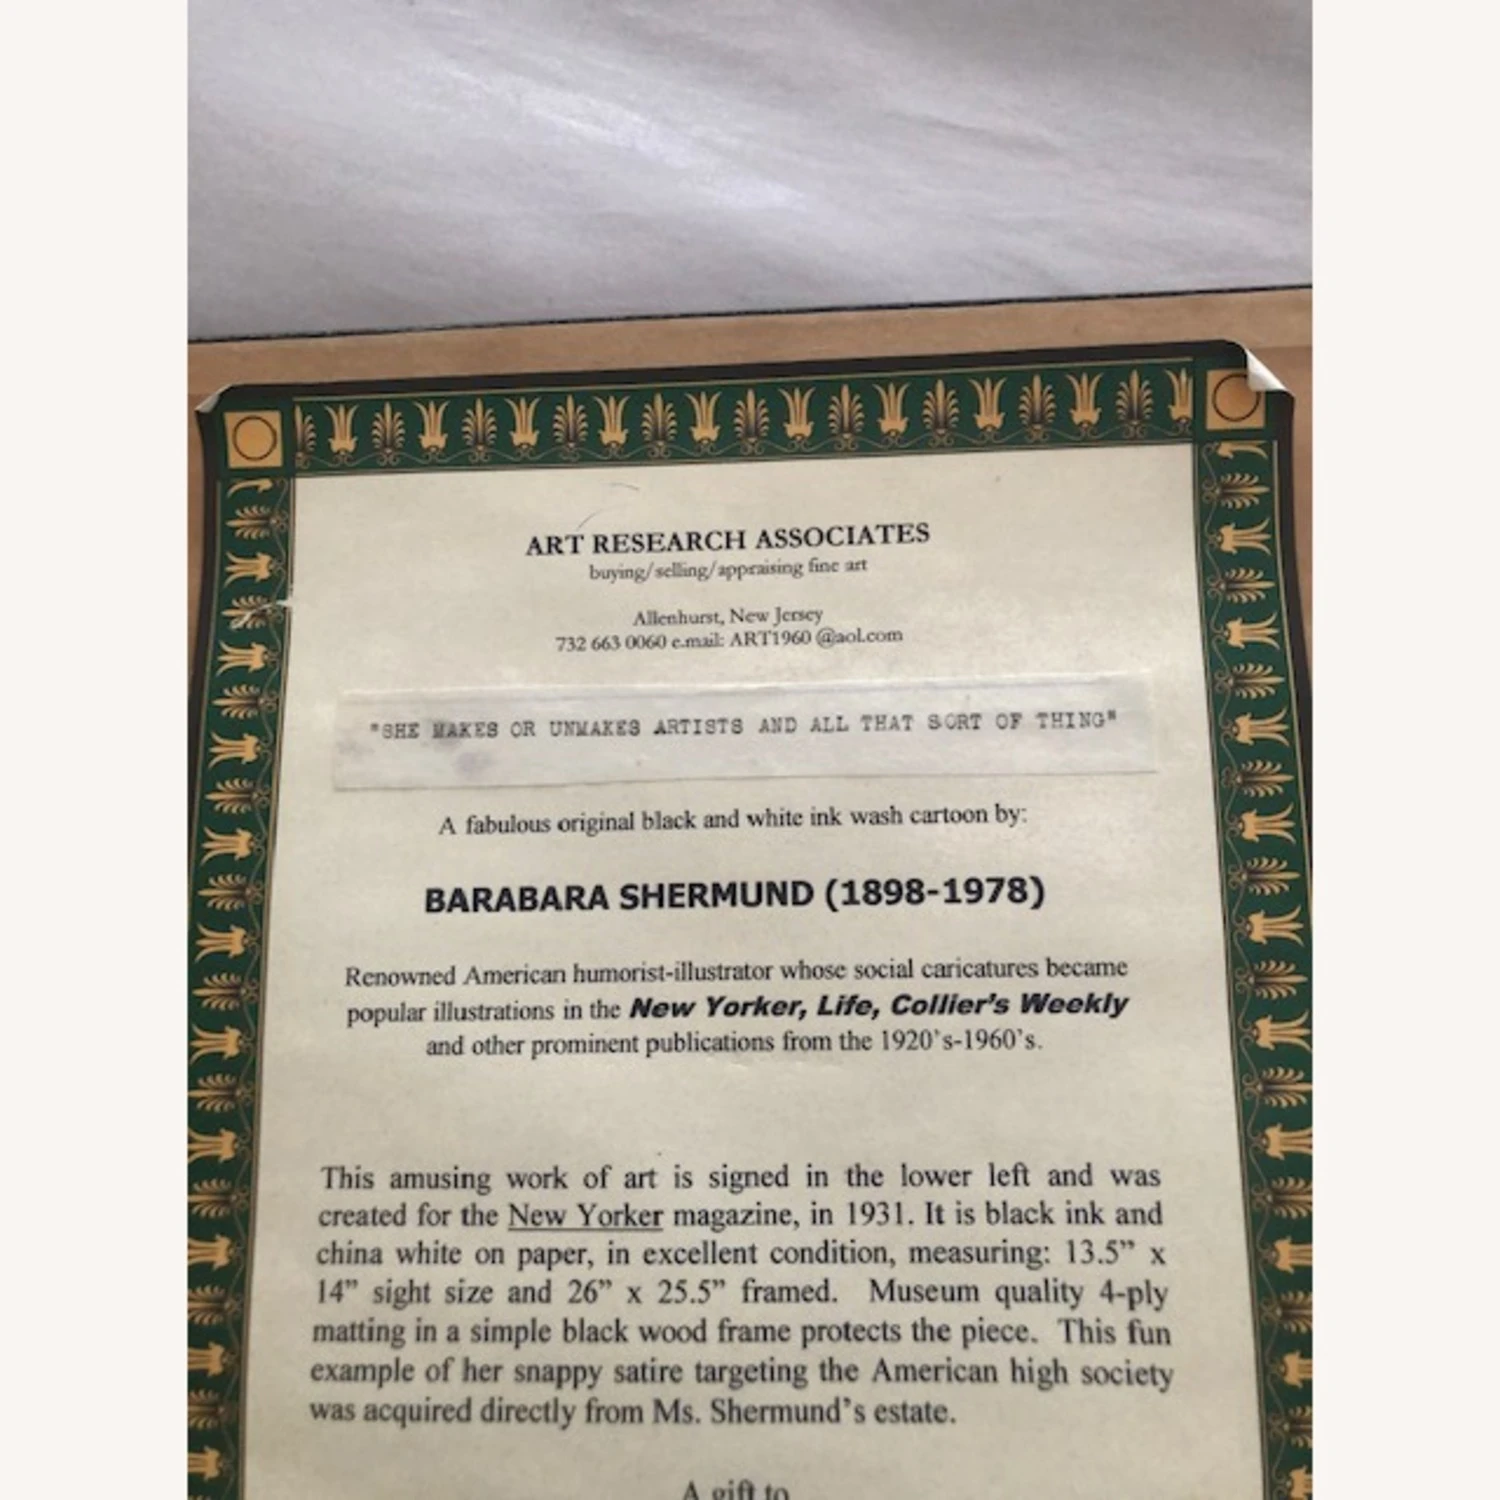 ART RESEARCH ASSOCIATES
buying/selling/appraising fine art
Allenhurst, New Jersey
732 663 0060 e.mail: ART1960 @aol.com
"SHE MAKES OR UNMAKES ARTISTS AND ALL THAT SORT OF THING"
A fabulous original black and white ink wash cartoon by:
BARABARA SHERMUND (1898-1978)
Renowned American humorist-illustrator whose social caricatures became
popular illustrations in the New Yorker, Life, Collier's Weekly
and other prominent publications from the 1920's-1960's.
This amusing work of art is signed in the lower left and was
created for the New Yorker magazine, in 1931. It is black ink and
china white on paper, in excellent condition, measuring: 13.5” x
14” sight size and 26” x 25.5” framed. Museum quality 4-ply
matting in a simple black wood frame protects the piece. This fun
example of her snappy satire targeting the American high society
was acquired directly from Ms. Shermund's estate.
A gift to